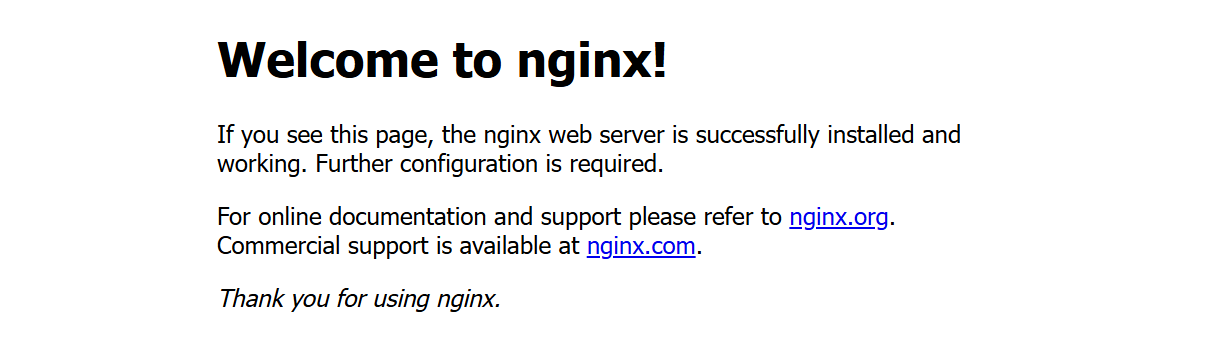 Welcome to nginx!
If you see this page, the nginx web server is successfully installed and
working. Further configuration is required.
For online documentation and support please refer to nginx.org.
Commercial support is available at nginx.com.
Thank you for using nginx.